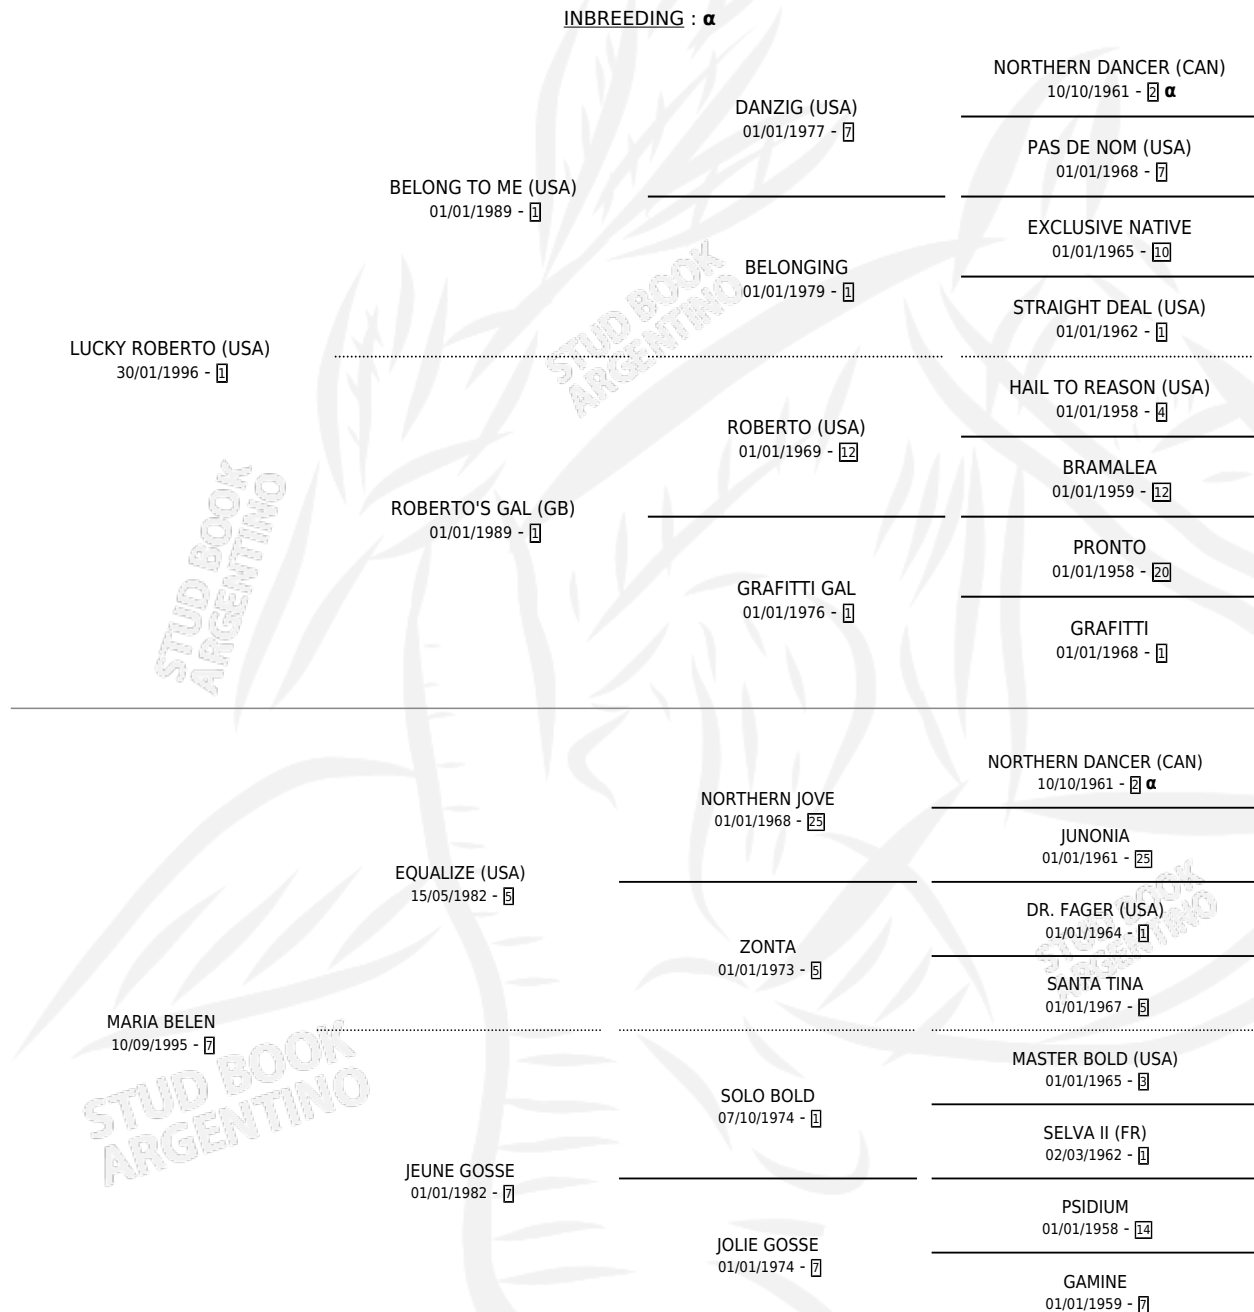 INBREEDING : α
NORTHERN DANCER (CAN)
10/10/1961 - 2 α
DANZIG (USA)
01/01/1977 - 7
PAS DE NOM (USA)
01/01/1968 - 7
BELONG TO ME (USA)
01/01/1989 - 1
EXCLUSIVE NATIVE
01/01/1965 - 10
BELONGING
01/01/1979 - 1
STRAIGHT DEAL (USA)
01/01/1962 - 1
LUCKY ROBERTO (USA)
30/01/1996 - 1
HAIL TO REASON (USA)
01/01/1958 - 4
ROBERTO (USA)
01/01/1969 - 12
BRAMALEA
01/01/1959 - 12
ROBERTO'S GAL (GB)
01/01/1989 - 1
PRONTO
01/01/1958 - 20
GRAFITTI GAL
01/01/1976 - 1
GRAFITTI
01/01/1968 - 1
NORTHERN DANCER (CAN)
10/10/1961 - 2 α
NORTHERN JOVE
01/01/1968 - 25
JUNONIA
01/01/1961 - 25
EQUALIZE (USA)
15/05/1982 - 5
DR. FAGER (USA)
01/01/1964 - 1
ZONTA
01/01/1973 - 5
SANTA TINA
01/01/1967 - 5
MARIA BELEN
10/09/1995 - 7
MASTER BOLD (USA)
01/01/1965 - 3
SOLO BOLD
07/10/1974 - 1
SELVA II (FR)
02/03/1962 - 1
JEUNE GOSSE
01/01/1982 - 7
PSIDIUM
01/01/1958 - 14
JOLIE GOSSE
01/01/1974 - 7
GAMINE
01/01/1959 - 7
STUD BOOK
ARGENTINO
STUD BOOK
ARGENTINO
STUD BOOK
ARGENTINO
STUD BOOK
ARGENTINO